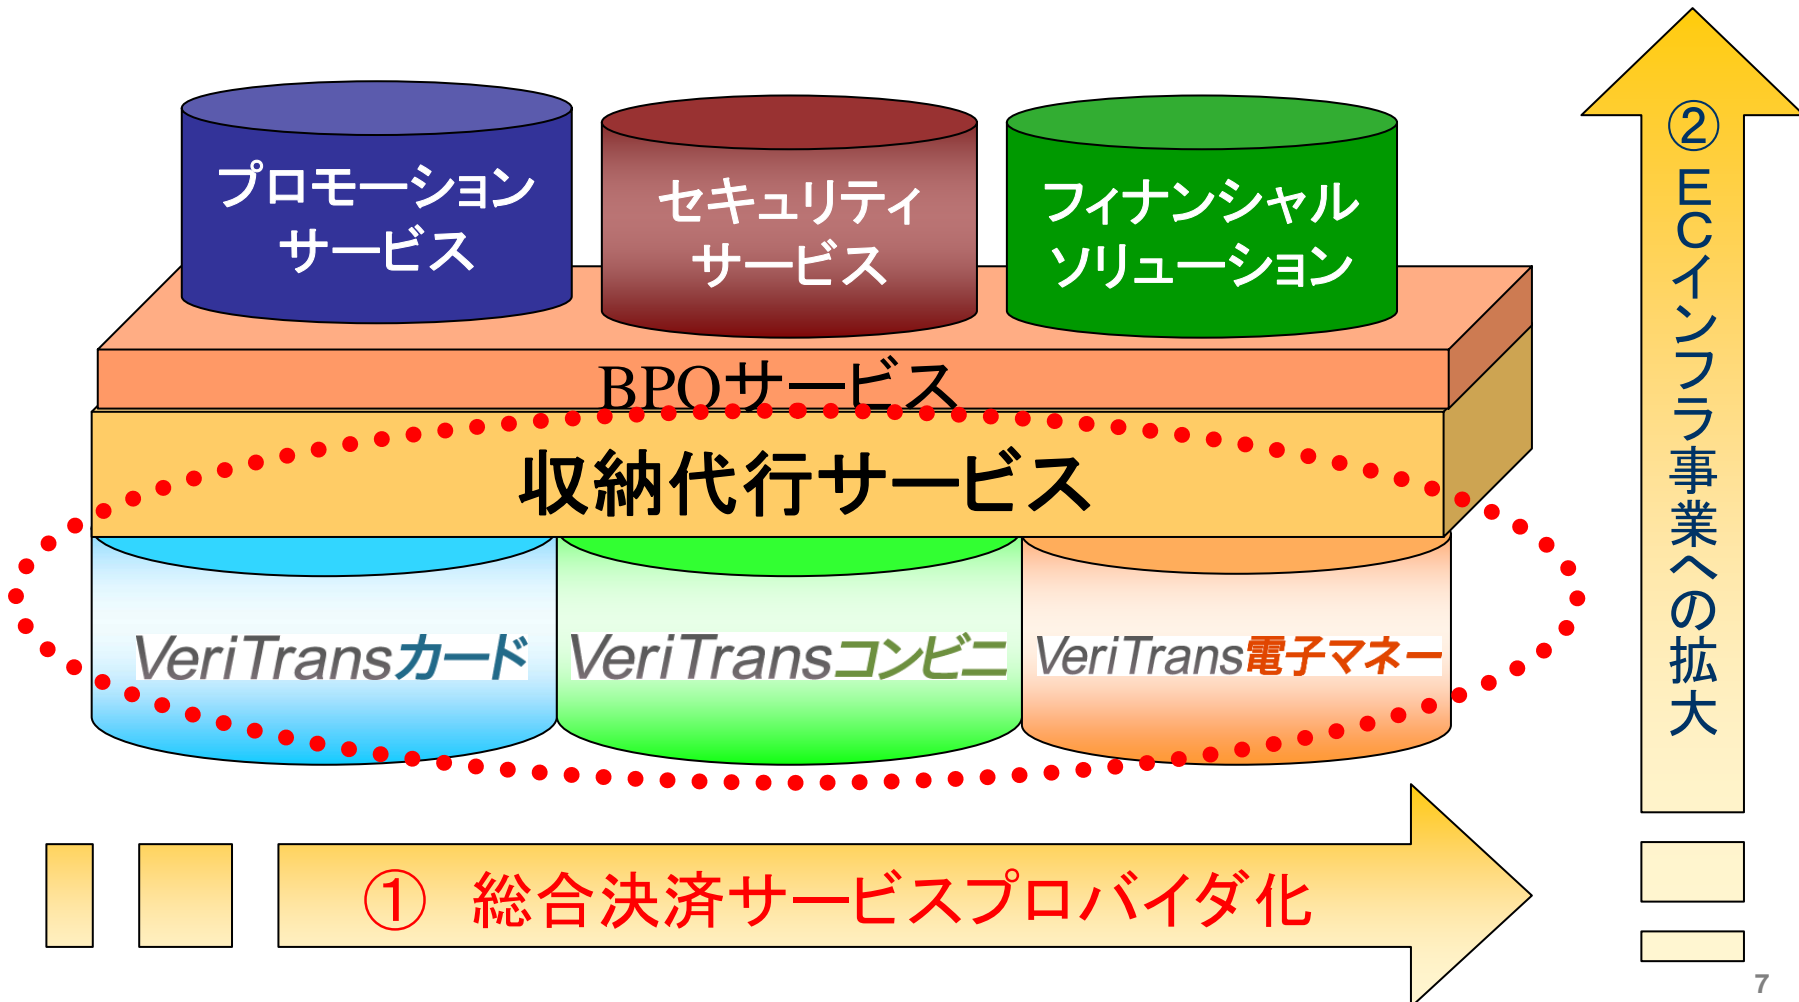 プロモーション
サービス
セキュリティ
サービス
フィナンシャル
ソリューション
BPOサービス
収納代行サービス
VeriTransカード
VeriTransコンビニ
VeriTrans電子マネー
① 総合決済サービスプロバイダ化
②ECインフラ事業への拡大
7